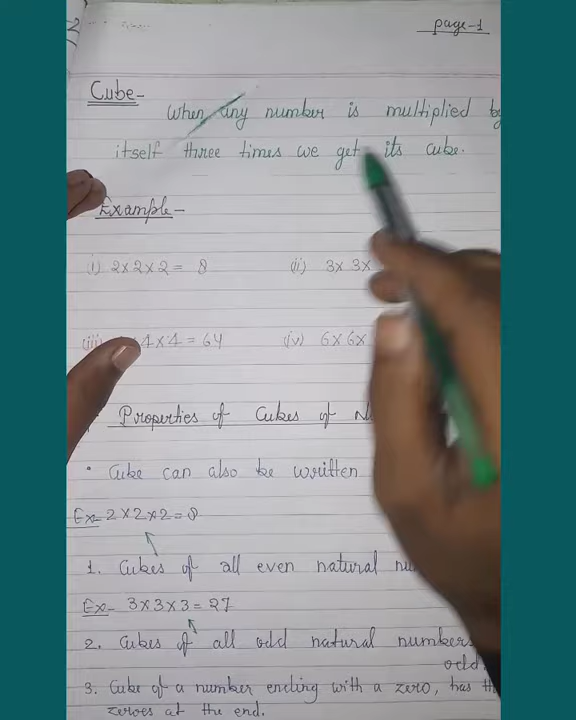 page-1
Cube-
When any number is multiplied
itself three times we get its cube.
Example-
(i) 2×2×2= 8 (ii) 3× 3×
(iii) 4×4=64 (iv) 6×6×
Properties of Cubes of
• Cube can also be written
Ex- 2×2×2=8
1. Cubes of all even natural
Ex- 3×3×3=27
2. Cubes of all odd natural numbers
odd.
3. Cube of a number ending with a zero, has
zeroes at the end.